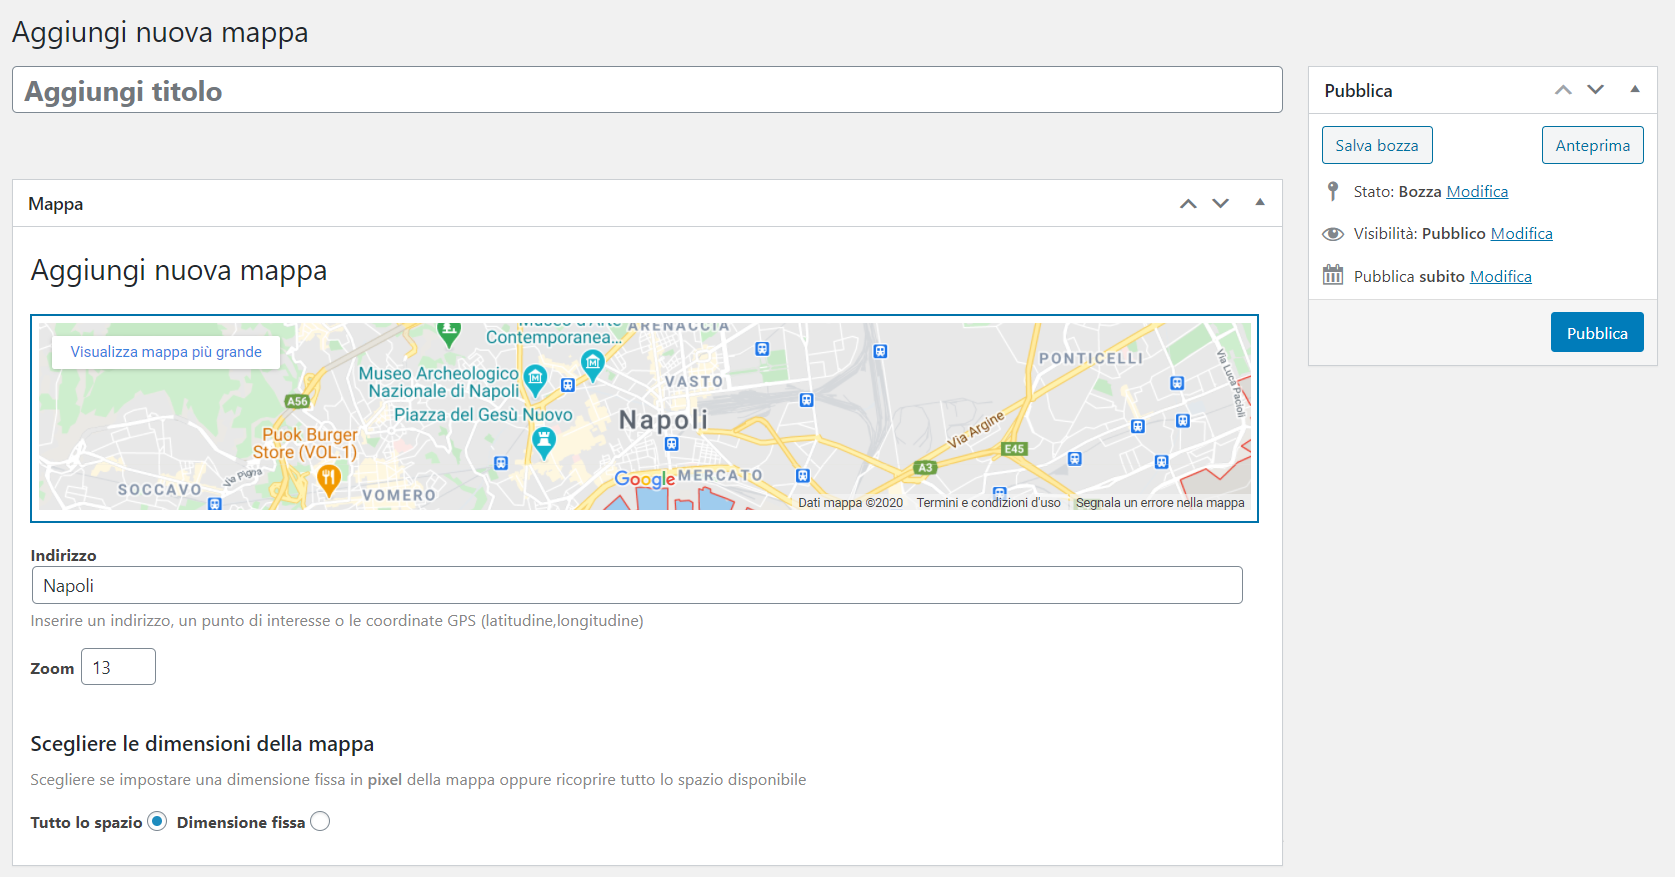 Aggiungi nuova mappa
Aggiungi titolo
Mappa
Aggiungi nuova mappa
Visualizza mappa più grande
Museo d'Arte
Contemporanea...
ARENACCIA
PONTICELLI
Via Luca Pacioli
Museo Archeologico
Nazionale di Napoli
VASTO
A56
Piazza del Gesù Nuovo
Napoli
Via Argine
Puok Burger
Store (VOL.1)
E45
A3
Via Pigna
SOCCAVO
VOMERO
Google
MERCATO
Dati mappa ©2020
Termini e condizioni d'uso
Segnala un errore nella mappa
Indirizzo
Napoli
Inserire un indirizzo, un punto di interesse o le coordinate GPS (latitudine,longitudine)
Zoom 13
Scegliere le dimensioni della mappa
Scegliere se impostare una dimensione fissa in pixel della mappa oppure ricoprire tutto lo spazio disponibile
Tutto lo spazio Dimensione fissa
Pubblica
Salva bozza
Anteprima
Stato: Bozza Modifica
Visibilità: Pubblico Modifica
Pubblica subito Modifica
Pubblica